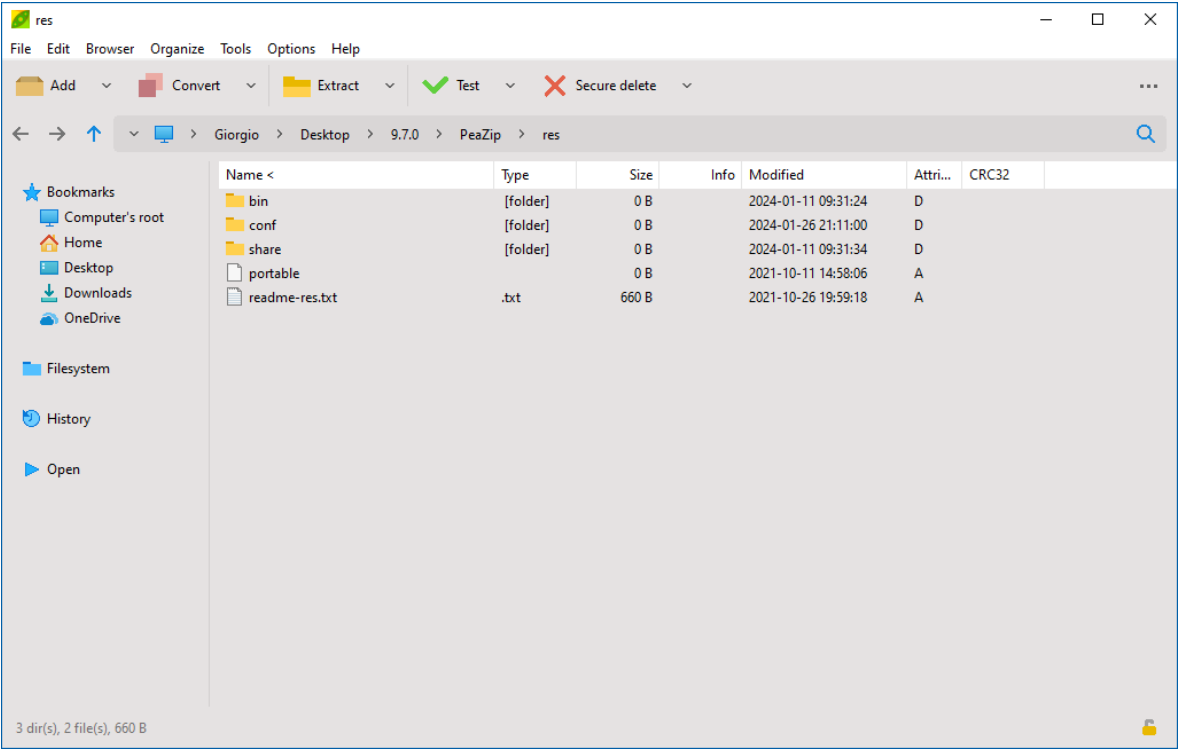 res
File Edit Browser Organize Tools Options Help
Add Convert Extract Test Secure delete ...
Giorgio > Desktop > 9.7.0 > PeaZip > res
Bookmarks
Computer's root
Home
Desktop
Downloads
OneDrive
Filesystem
History
Open
Name < Type Size Info Modified Attri... CRC32
bin [folder] 0 B 2024-01-11 09:31:24 D
conf [folder] 0 B 2024-01-26 21:11:00 D
share [folder] 0 B 2024-01-11 09:31:34 D
portable 0 B 2021-10-11 14:58:06 A
readme-res.txt .txt 660 B 2021-10-26 19:59:18 A
3 dir(s), 2 file(s), 660 B